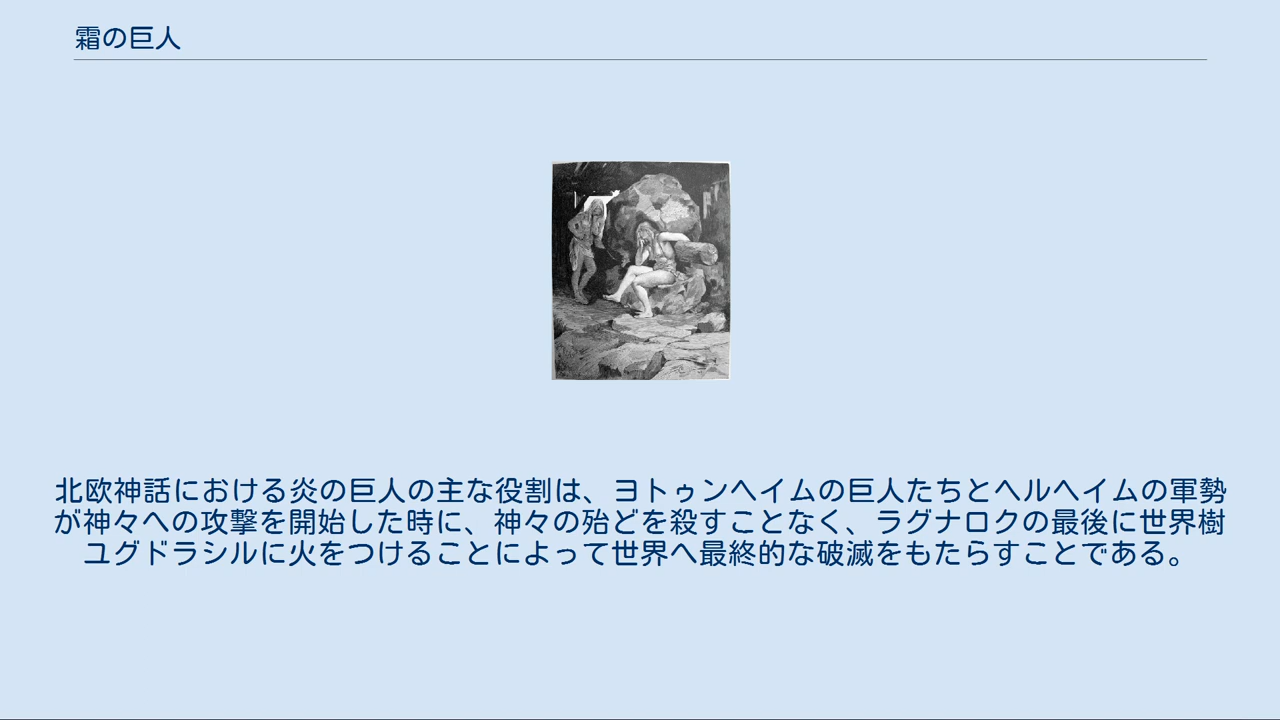 霜の巨人
北欧神話における炎の巨人の主な役割は、ヨトゥンヘイムの巨人たちとヘルヘイムの軍勢
が神々への攻撃を開始した時に、神々の殆どを殺すことなく、ラグナロクの最後に世界樹
ユグドラシルに火をつけることによって世界へ最終的な破滅をもたらすことである。